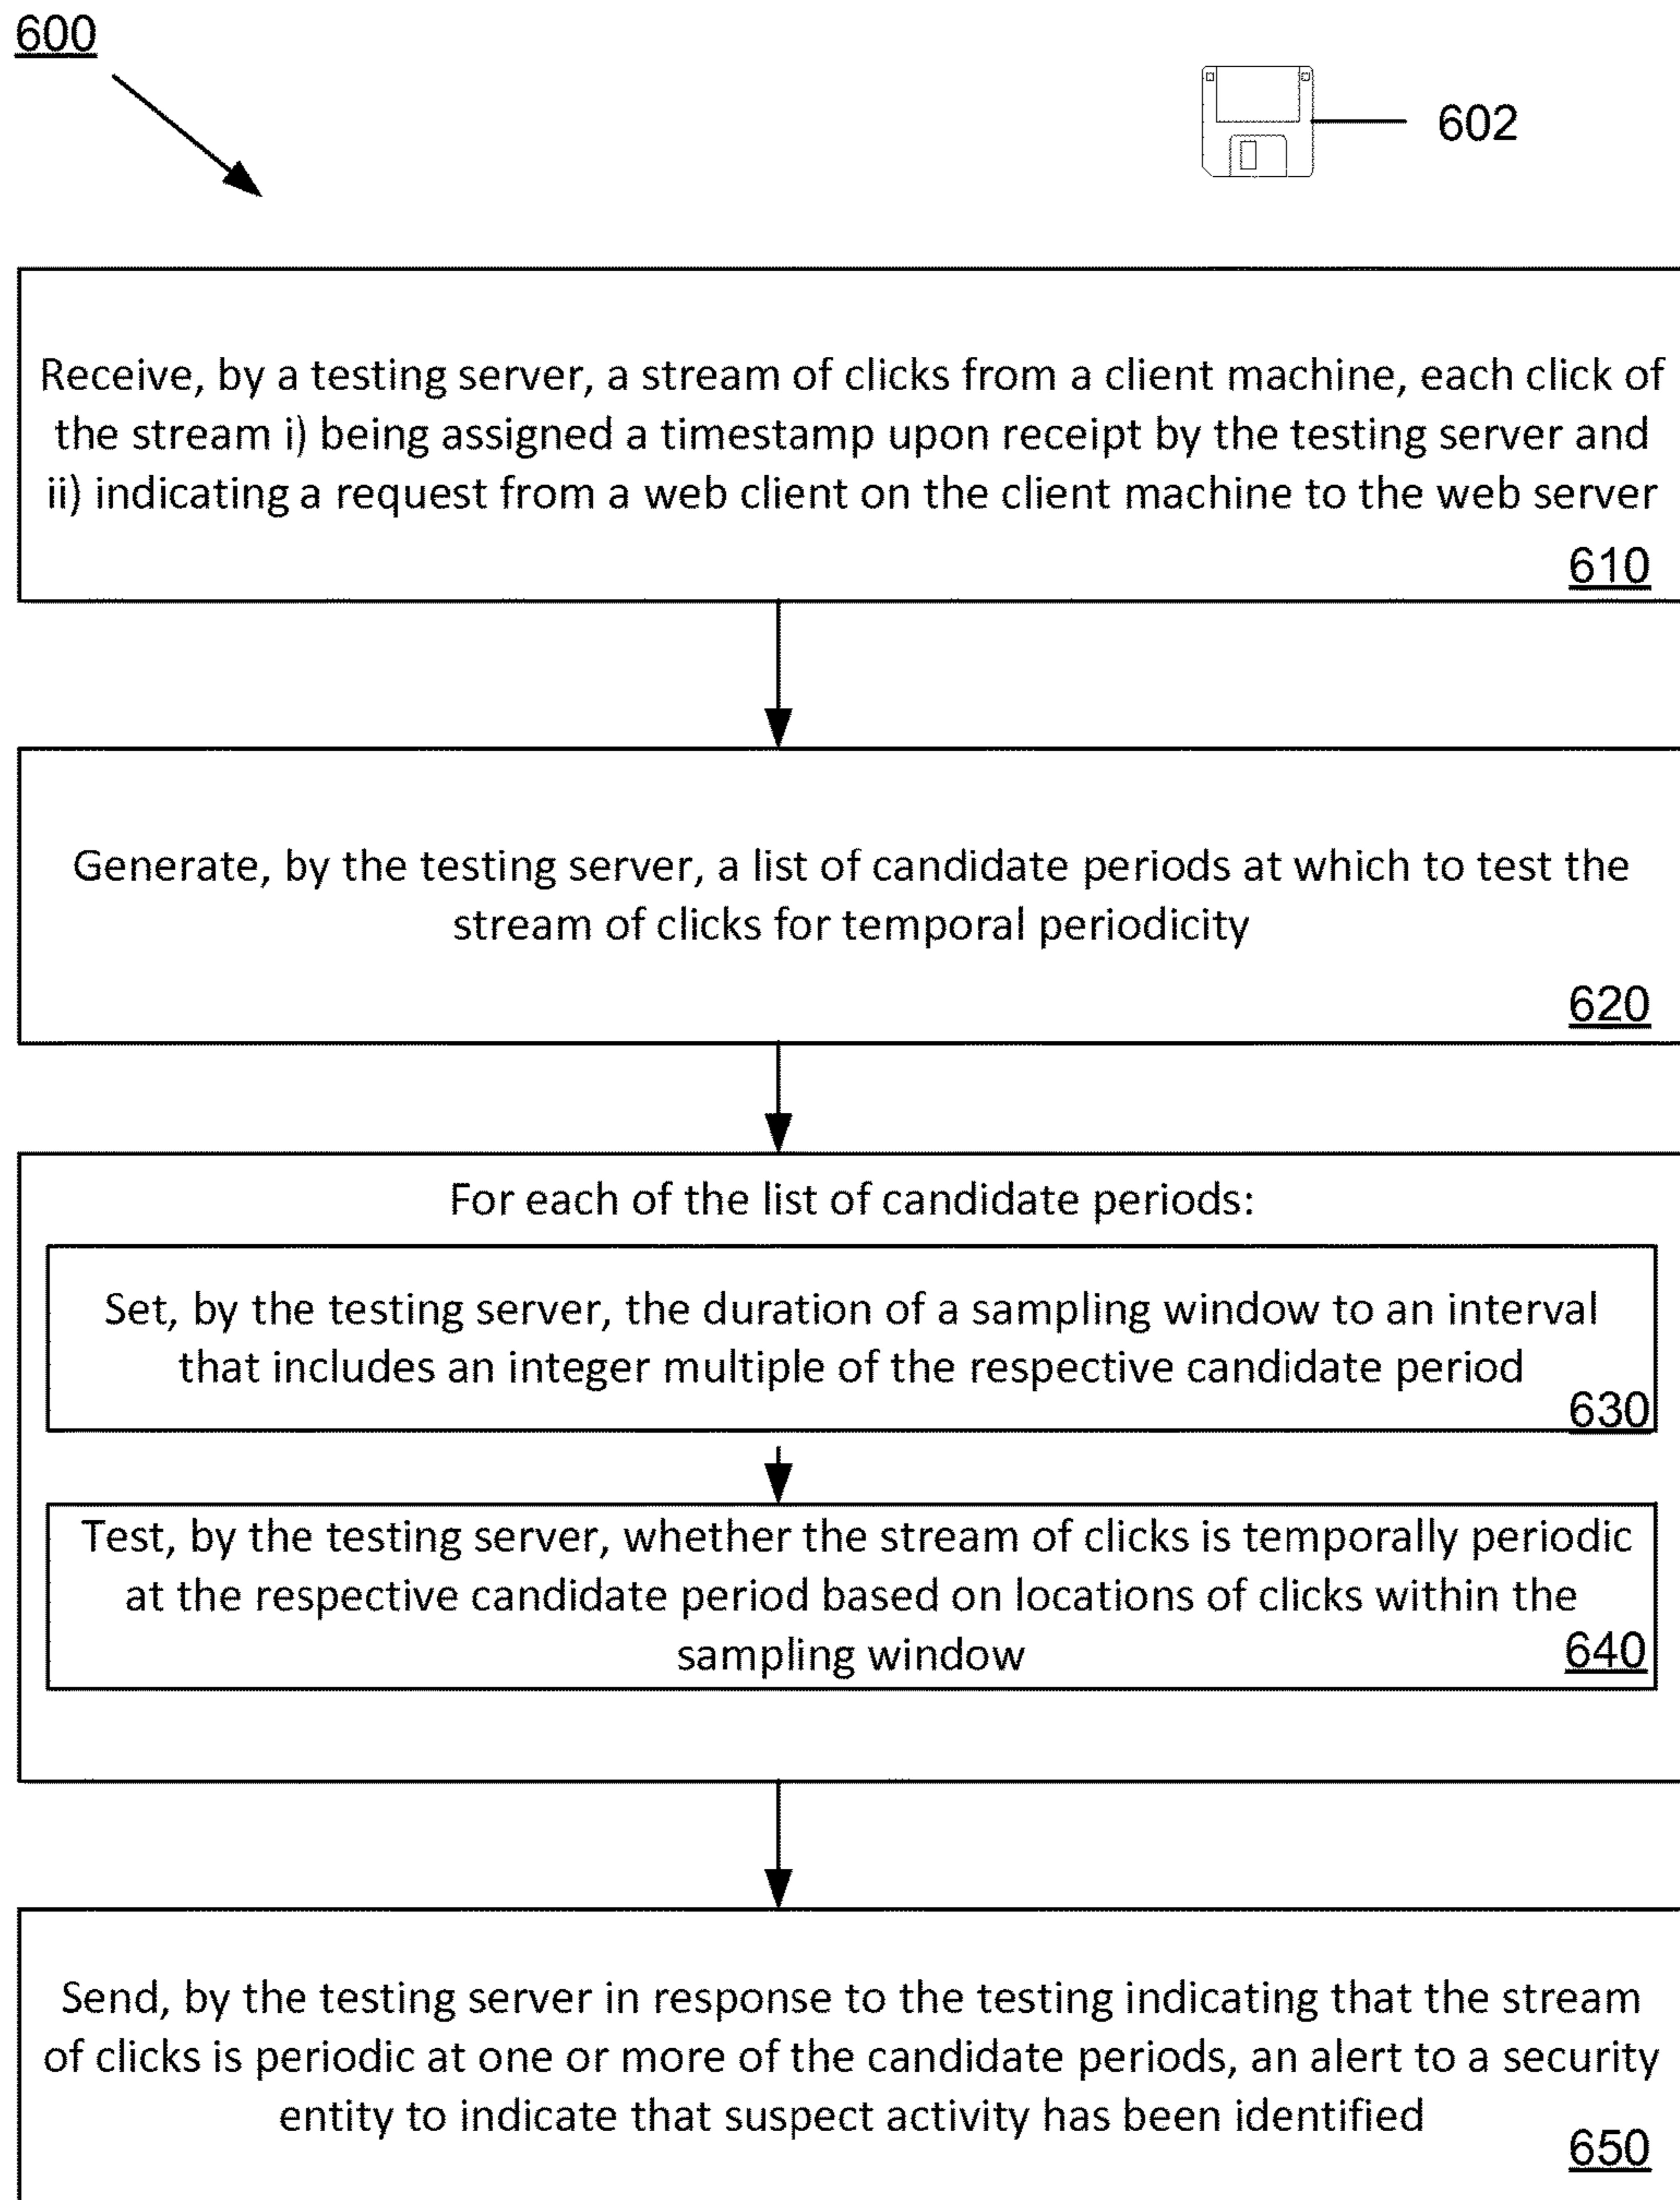 600
602
Receive, by a testing server, a stream of clicks from a client machine, each click of
the stream i) being assigned a timestamp upon receipt by the testing server and
ii) indicating a request from a web client on the client machine to the web server
610
Generate, by the testing server, a list of candidate periods at which to test the
stream of clicks for temporal periodicity
620
For each of the list of candidate periods:
Set, by the testing server, the duration of a sampling window to an interval
that includes an integer multiple of the respective candidate period
630
Test, by the testing server, whether the stream of clicks is temporally periodic
at the respective candidate period based on locations of clicks within the
sampling window
640
Send, by the testing server in response to the testing indicating that the stream
of clicks is periodic at one or more of the candidate periods, an alert to a security
entity to indicate that suspect activity has been identified
650